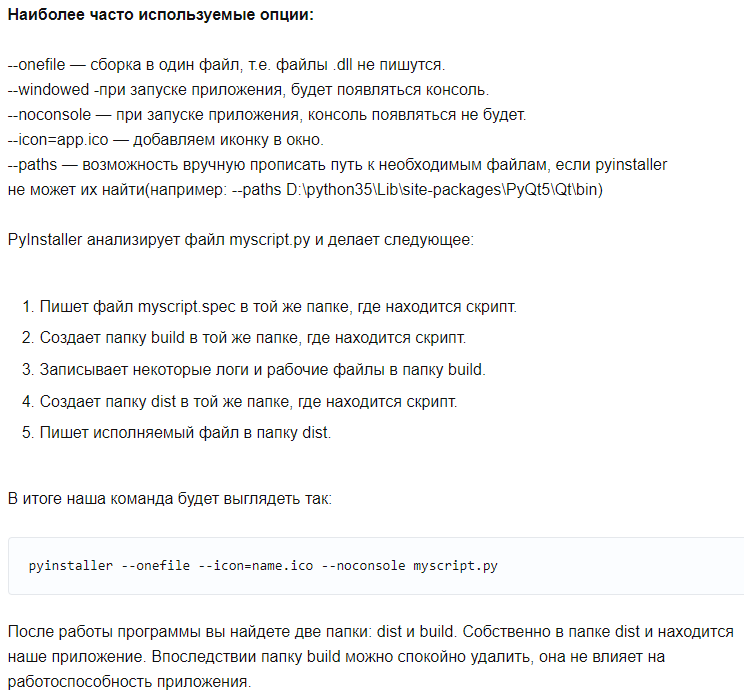 Наиболее часто используемые опции:
--onefile — сборка в один файл, т.е. файлы .dll не пишутся.
--windowed -при запуске приложения, будет появляться консоль.
--noconsole — при запуске приложения, консоль появляться не будет.
--icon=app.ico — добавляем иконку в окно.
--paths — возможность вручную прописать путь к необходимым файлам, если pyinstaller
не может их найти(например: --paths D:\python35\Lib\site-packages\PyQt5\Qt\bin)
PyInstaller анализирует файл myscript.py и делает следующее:
1. Пишет файл myscript.spec в той же папке, где находится скрипт.
2. Создает папку build в той же папке, где находится скрипт.
3. Записывает некоторые логи и рабочие файлы в папку build.
4. Создает папку dist в той же папке, где находится скрипт.
5. Пишет исполняемый файл в папку dist.
В итоге наша команда будет выглядеть так:
pyinstaller --onefile --icon=name.ico --noconsole myscript.py
После работы программы вы найдете две папки: dist и build. Собственно в папке dist и находится
наше приложение. Впоследствии папку build можно спокойно удалить, она не влияет на
работоспособность приложения.